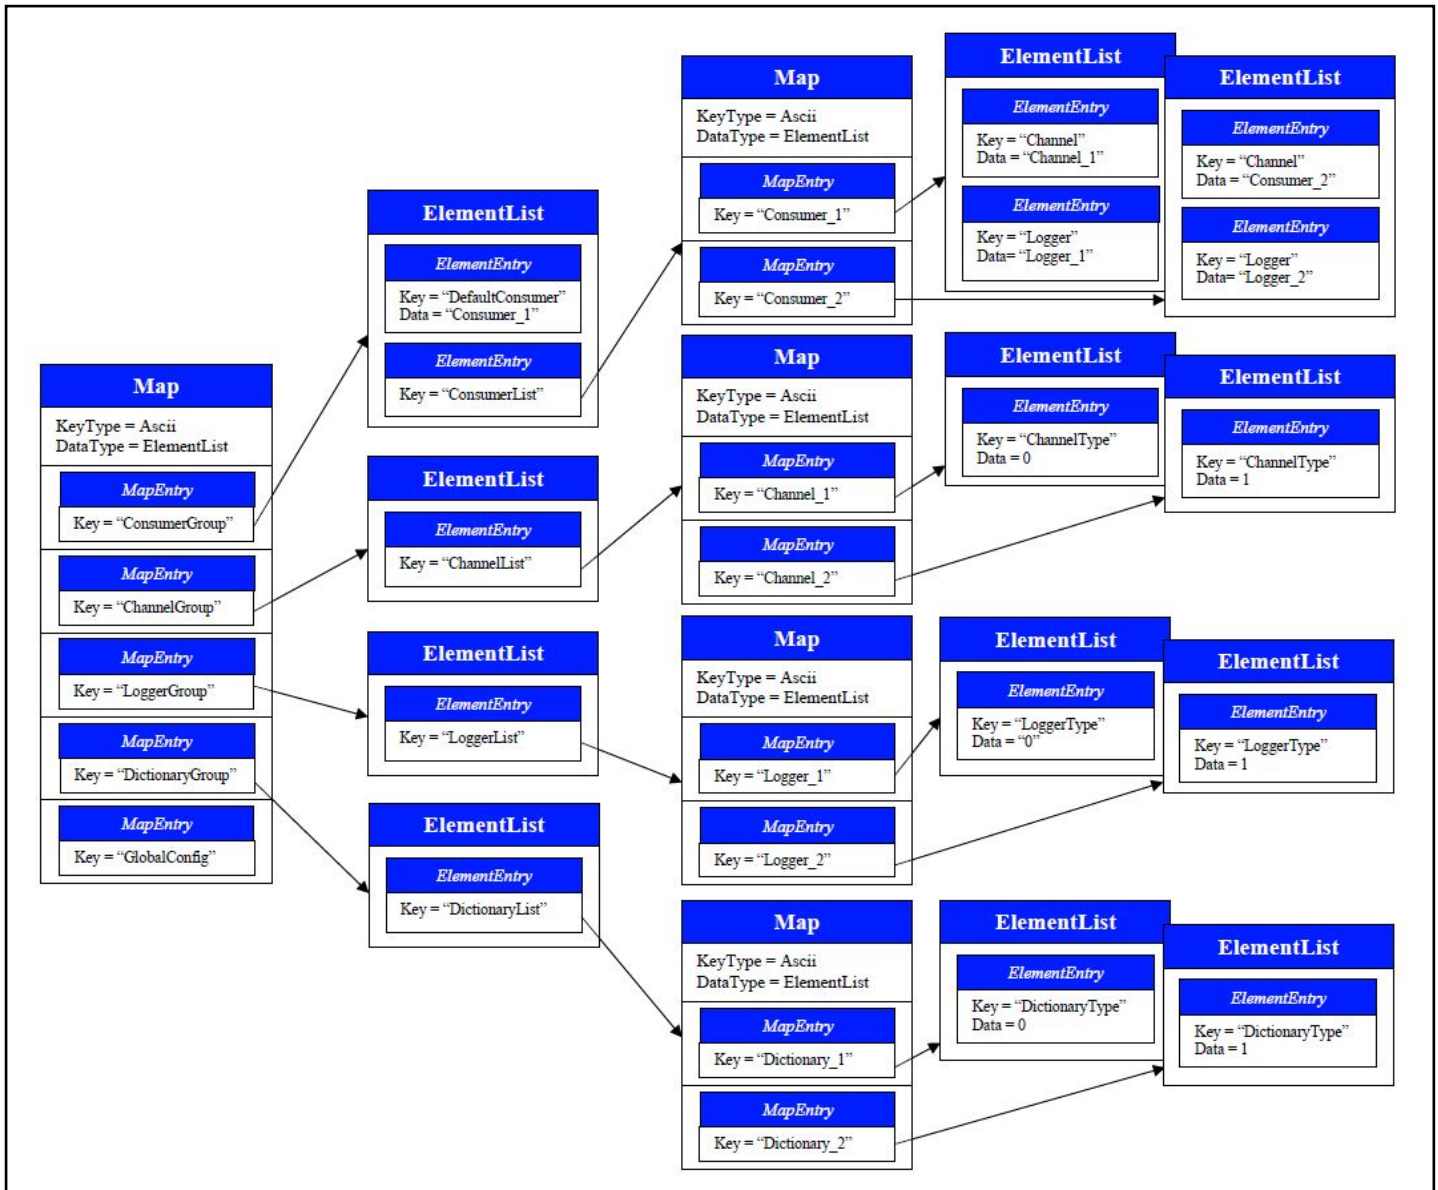 Map
KeyType = Ascii
DataType = ElementList
MapEntry
Key = “ConsumerGroup”
MapEntry
Key = “ChannelGroup”
MapEntry
Key = “LoggerGroup”
MapEntry
Key = “DictionaryGroup”
MapEntry
Key = “GlobalConfig”
ElementList
ElementEntry
Key = “DefaultConsumer”
Data = “Consumer_1”
ElementEntry
Key = “ConsumerList”
ElementList
ElementEntry
Key = “ChannelList”
ElementList
ElementEntry
Key = “LoggerList”
ElementList
ElementEntry
Key = “DictionaryList”
Map
KeyType = Ascii
DataType = ElementList
MapEntry
Key = “Consumer_1”
MapEntry
Key = “Consumer_2”
ElementList
ElementEntry
Key = “Channel”
Data = “Channel_1”
ElementEntry
Key = “Logger”
Data= “Logger_1”
ElementList
ElementEntry
Key = “Channel”
Data= “Consumer_2”
ElementEntry
Key = “Logger”
Data= “Logger_2”
Map
KeyType = Ascii
DataType = ElementList
MapEntry
Key = “Channel_1”
MapEntry
Key = “Channel_2”
ElementList
ElementEntry
Key = “ChannelType”
Data = 0
ElementList
ElementEntry
Key = “ChannelType”
Data = 1
Map
KeyType = Ascii
DataType = ElementList
MapEntry
Key = “Logger_1”
MapEntry
Key = “Logger_2”
ElementList
ElementEntry
Key = “LoggerType”
Data = “0”
ElementList
ElementEntry
Key = “LoggerType”
Data = 1
Map
KeyType = Ascii
DataType = ElementList
MapEntry
Key = “Dictionary_1”
MapEntry
Key = “Dictionary_2”
ElementList
ElementEntry
Key = “DictionaryType”
Data = 0
ElementList
ElementEntry
Key = “DictionaryType”
Data = 1